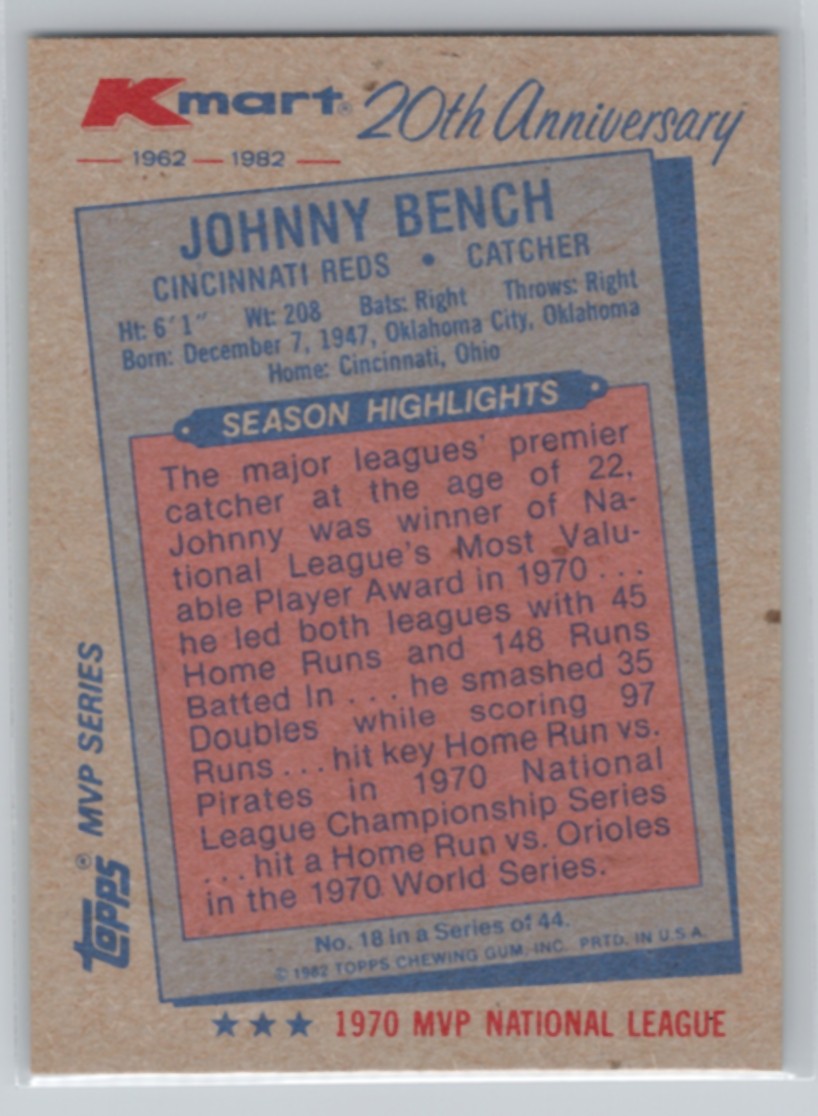 Kmart® 20th Anniversary
— 1962 — 1982 —
JOHNNY BENCH
CINCINNATI REDS • CATCHER
Ht: 6'1" Wt: 208 Bats: Right Throws: Right
Born: December 7, 1947, Oklahoma City, Oklahoma
Home: Cincinnati, Ohio
SEASON HIGHLIGHTS
The major leagues' premier
catcher at the age of 22,
Johnny was winner of Na-
tional League's Most Valu-
able Player Award in 1970 . . .
he led both leagues with 45
Home Runs and 148 Runs
Batted In . . . he smashed 35
Doubles while scoring 97
Runs . . . hit key Home Run vs.
Pirates in 1970 National
League Championship Series
. . . hit a Home Run vs. Orioles
in the 1970 World Series.
No. 18 in a Series of 44.
© 1982 TOPPS CHEWING GUM, INC. PRTD. IN U.S.A.
TOPPS® MVP SERIES
★★★ 1970 MVP NATIONAL LEAGUE